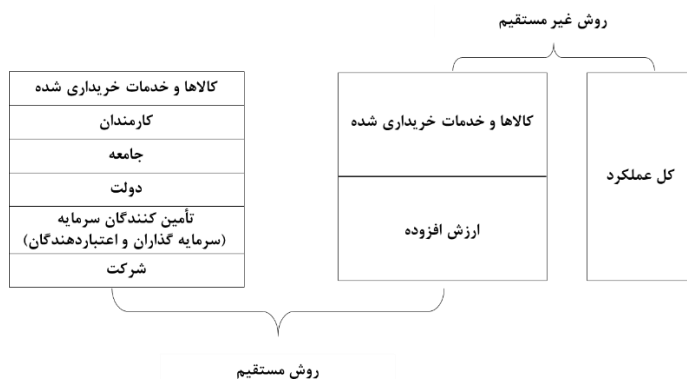 روش غیر مستقیم
کل عملکرد
کالاها و خدمات خریداری شده
ارزش افزوده
کالاها و خدمات خریداری شده
کارمندان
جامعه
دولت
تأمین کنندگان سرمایه
(سرمایه گذاران و اعتباردهندگان)
شرکت
روش مستقیم